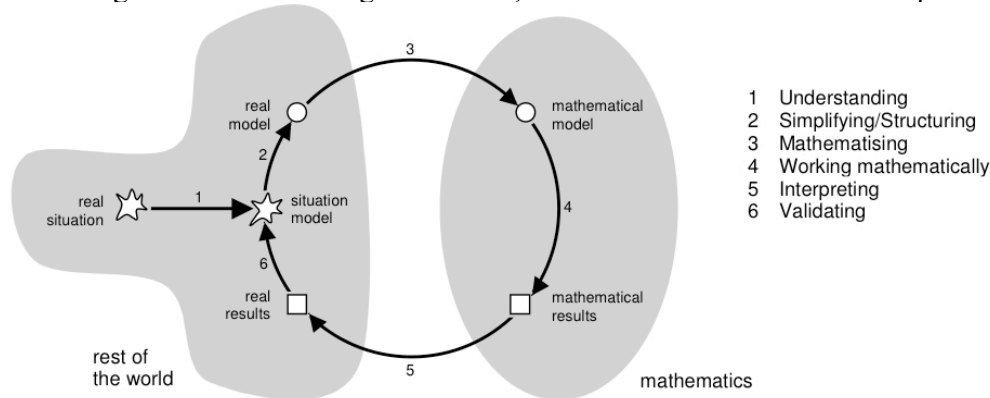 3
real
model
mathematical
model
2
1
real
situation
situation
model
4
6
real
results
mathematical
results
5
rest of
the world
mathematics
1 Understanding
2 Simplifying/Structuring
3 Mathematising
4 Working mathematically
5 Interpreting
6 Validating